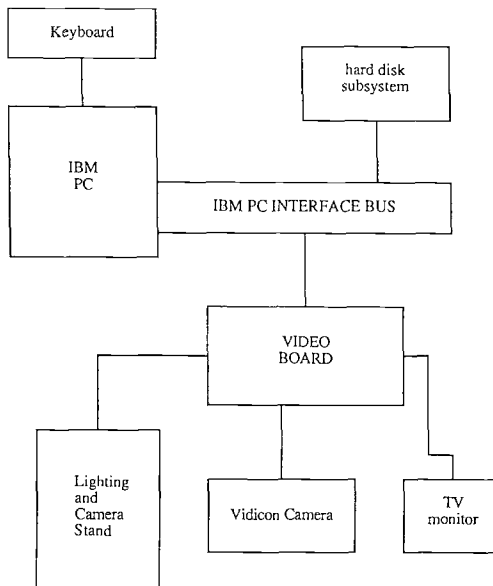 Keyboard
hard disk
subsystem
IBM
PC
IBM PC INTERFACE BUS
VIDEO
BOARD
Lighting
and
Camera
Stand
Vidicon Camera
TV
monitor